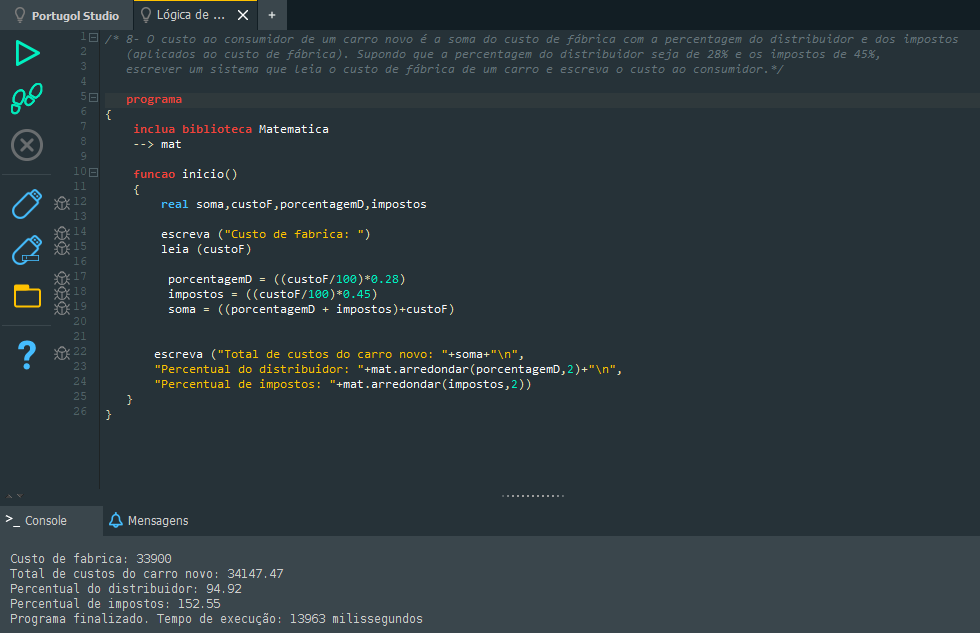 Portugol Studio
Lógica de ...
+
1 /* 8- O custo ao consumidor de um carro novo é a soma do custo de fábrica com a percentagem do distribuidor e dos impostos
2 (aplicados ao custo de fábrica). Supondo que a percentagem do distribuidor seja de 28% e os impostos de 45%,
3 escrever um sistema que leia o custo de fábrica de um carro e escreva o custo ao consumidor.*/
4
5 programa
6 {
7 inclua biblioteca Matematica
8 --> mat
9
10 funcao inicio()
11 {
12 real soma,custoF,porcentagemD,impostos
13
14 escreva ("Custo de fabrica: ")
15 leia (custoF)
16
17 porcentagemD = ((custoF/100)*0.28)
18 impostos = ((custoF/100)*0.45)
19 soma = ((porcentagemD + impostos)+custoF)
20
21
22 escreva ("Total de custos do carro novo: "+soma+"\n",
23 "Percentual do distribuidor: "+mat.arredondar(porcentagemD,2)+"\n",
24 "Percentual de impostos: "+mat.arredondar(impostos,2))
25 }
26 }
>_ Console
Mensagens
Custo de fabrica: 33900
Total de custos do carro novo: 34147.47
Percentual do distribuidor: 94.92
Percentual de impostos: 152.55
Programa finalizado. Tempo de execução: 13963 milissegundos